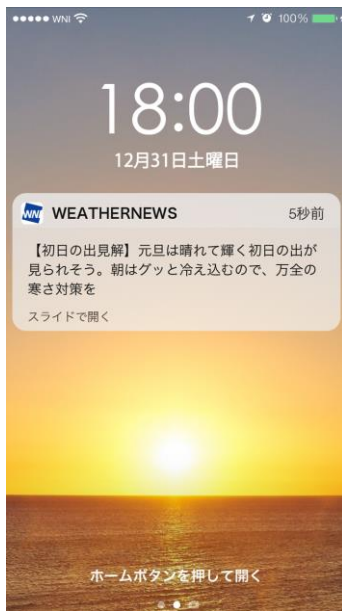 WNI 100%
18:00
12月31日土曜日
WNI WEATHERNEWS 5秒前
【初日の出見解】元旦は晴れて輝く初日の出が
見られそう。朝はグッと冷え込むので、万全の
寒さ対策を
スライドで開く
ホームボタンを押して開く